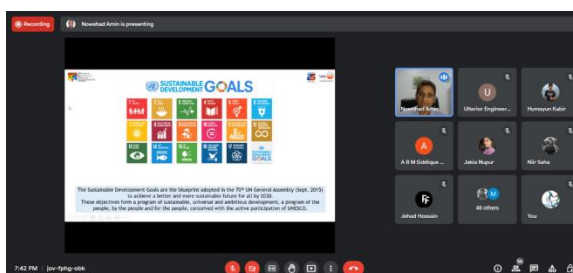 Recording
Nowshad Amin is presenting
SUSTAINABLE
DEVELOPMENT GOALS
The Sustainable Development Goals are the blueprint adopted in the 70th UN General Assembly (Sept. 2015)
to achieve a better and more sustainable future for all by 2030.
These objectives form a program of sustainable, universal and ambitious development, a program of the
people, by the people and for the people, conceived with the active participation of UNESCO.
Nowshad Amin
U
Ulterior Engineer...
Humayun Kabir
A
A B M Siddique ...
Jakia Nupur
Niir Saha
Jehad Hossain
48 others
You
7:42 PM | jov-fphg-obk